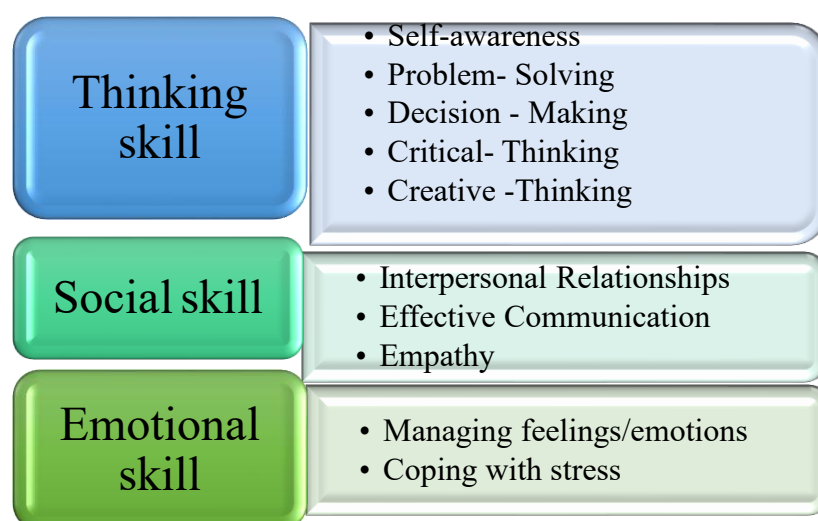 Thinking
skill
• Self-awareness
• Problem- Solving
• Decision - Making
• Critical- Thinking
• Creative -Thinking
Social skill
• Interpersonal Relationships
• Effective Communication
• Empathy
Emotional
skill
• Managing feelings/emotions
• Coping with stress